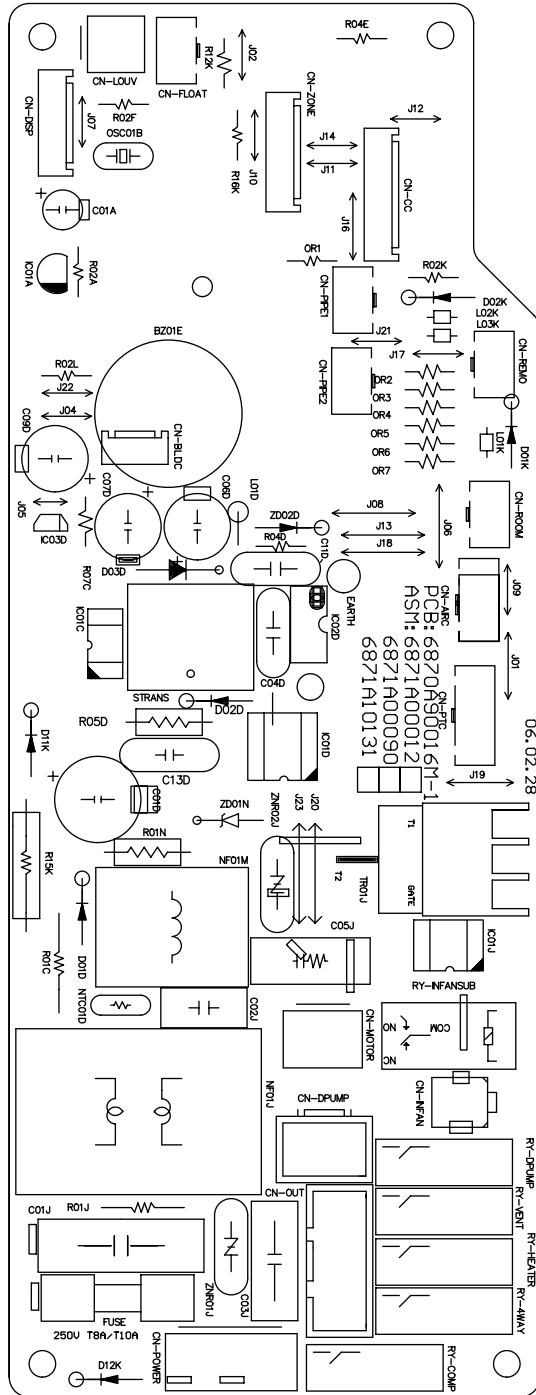 R04E
J02
R12K
CN-LOUV
CN-FLOAT
CN-ZONE
CN-DISP
J07
R02F
OSC01B
J12
J14
J11
R16K
J10
CN-CC
J16
C01A
IC01A
R02A
OR1
R02K
CN-PIPE1
D02K
L02K
L03K
BZ01E
J21
J17
CN-REMO
CN-PIPE2
R02L
J22
J04
OR2
OR3
OR4
OR5
OR6
OR7
C09D
CN-BLDC
L01K
D01K
J05
IC03D
C07D
C06D
L01D
ZD02D
J08
J13
J18
J06
CN-ROOM
R04D
C11D
R07C
D03D
EARTH
IC01C
IC02D
CN-AIRC
J09
C04D
PCB:6870A90016M-1
ASM:6871A00012
6871A00090
6871A10131
J01
STRANS
D02D
R05D
C13D
IC01D
CN-PTC
06.02.28
J19
D11K
C01D
ZD01N
ZNR02J
J23
J20
T1
R01N
NF01M
R15K
T2
TR01J
GATE
D01D
R01C
C05J
IC01J
RY-INFANSUB
NTC01D
C02J
CN-MOTOR
NO
COM
NC
NF01J
CN-DPUMP
CN-INFAN
RY-DPUMP
CN-OUT
RY-VENT
C01J
R01J
RY-HEATER
ZNR01J
C03J
FUSE
250V T8A/T10A
RY-4WAY
CN-POWER
RY-COMP
D12K